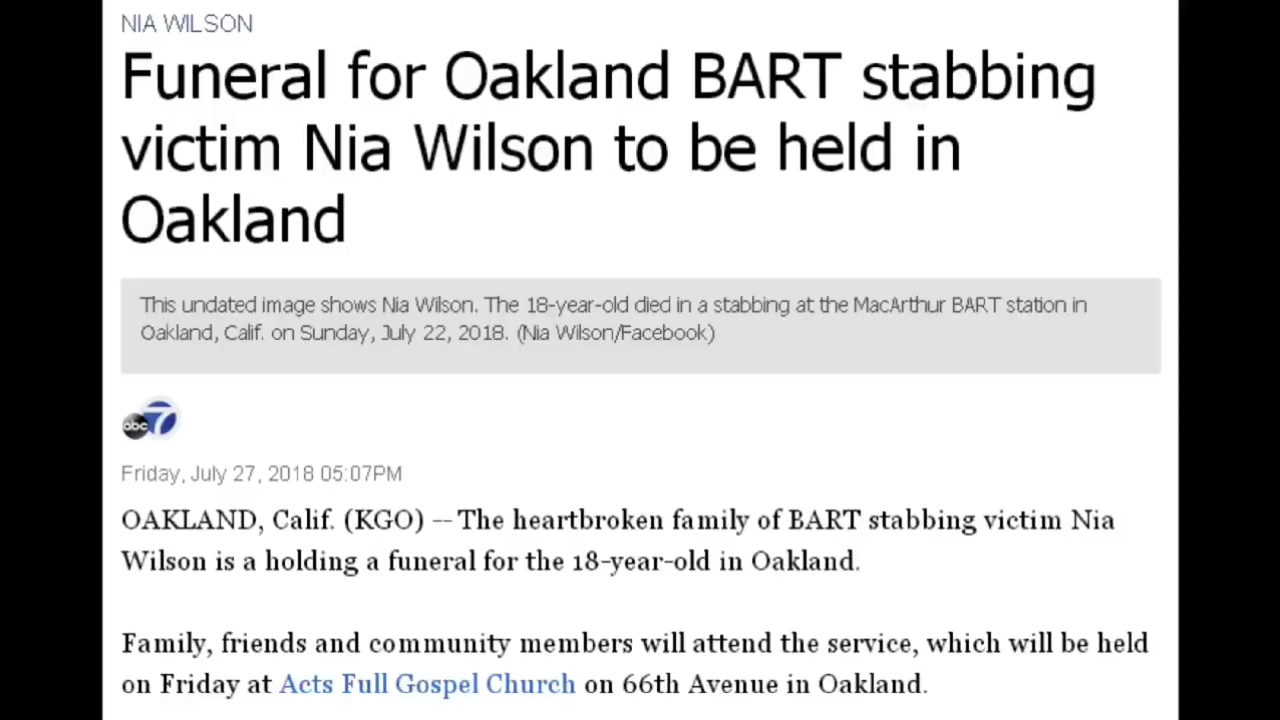 NIA WILSON
Funeral for Oakland BART stabbing
victim Nia Wilson to be held in
Oakland
This undated image shows Nia Wilson. The 18-year-old died in a stabbing at the MacArthur BART station in
Oakland, Calif. on Sunday, July 22, 2018. (Nia Wilson/Facebook)
abc 7
Friday, July 27, 2018 05:07PM
OAKLAND, Calif. (KGO) -- The heartbroken family of BART stabbing victim Nia
Wilson is a holding a funeral for the 18-year-old in Oakland.
Family, friends and community members will attend the service, which will be held
on Friday at Acts Full Gospel Church on 66th Avenue in Oakland.